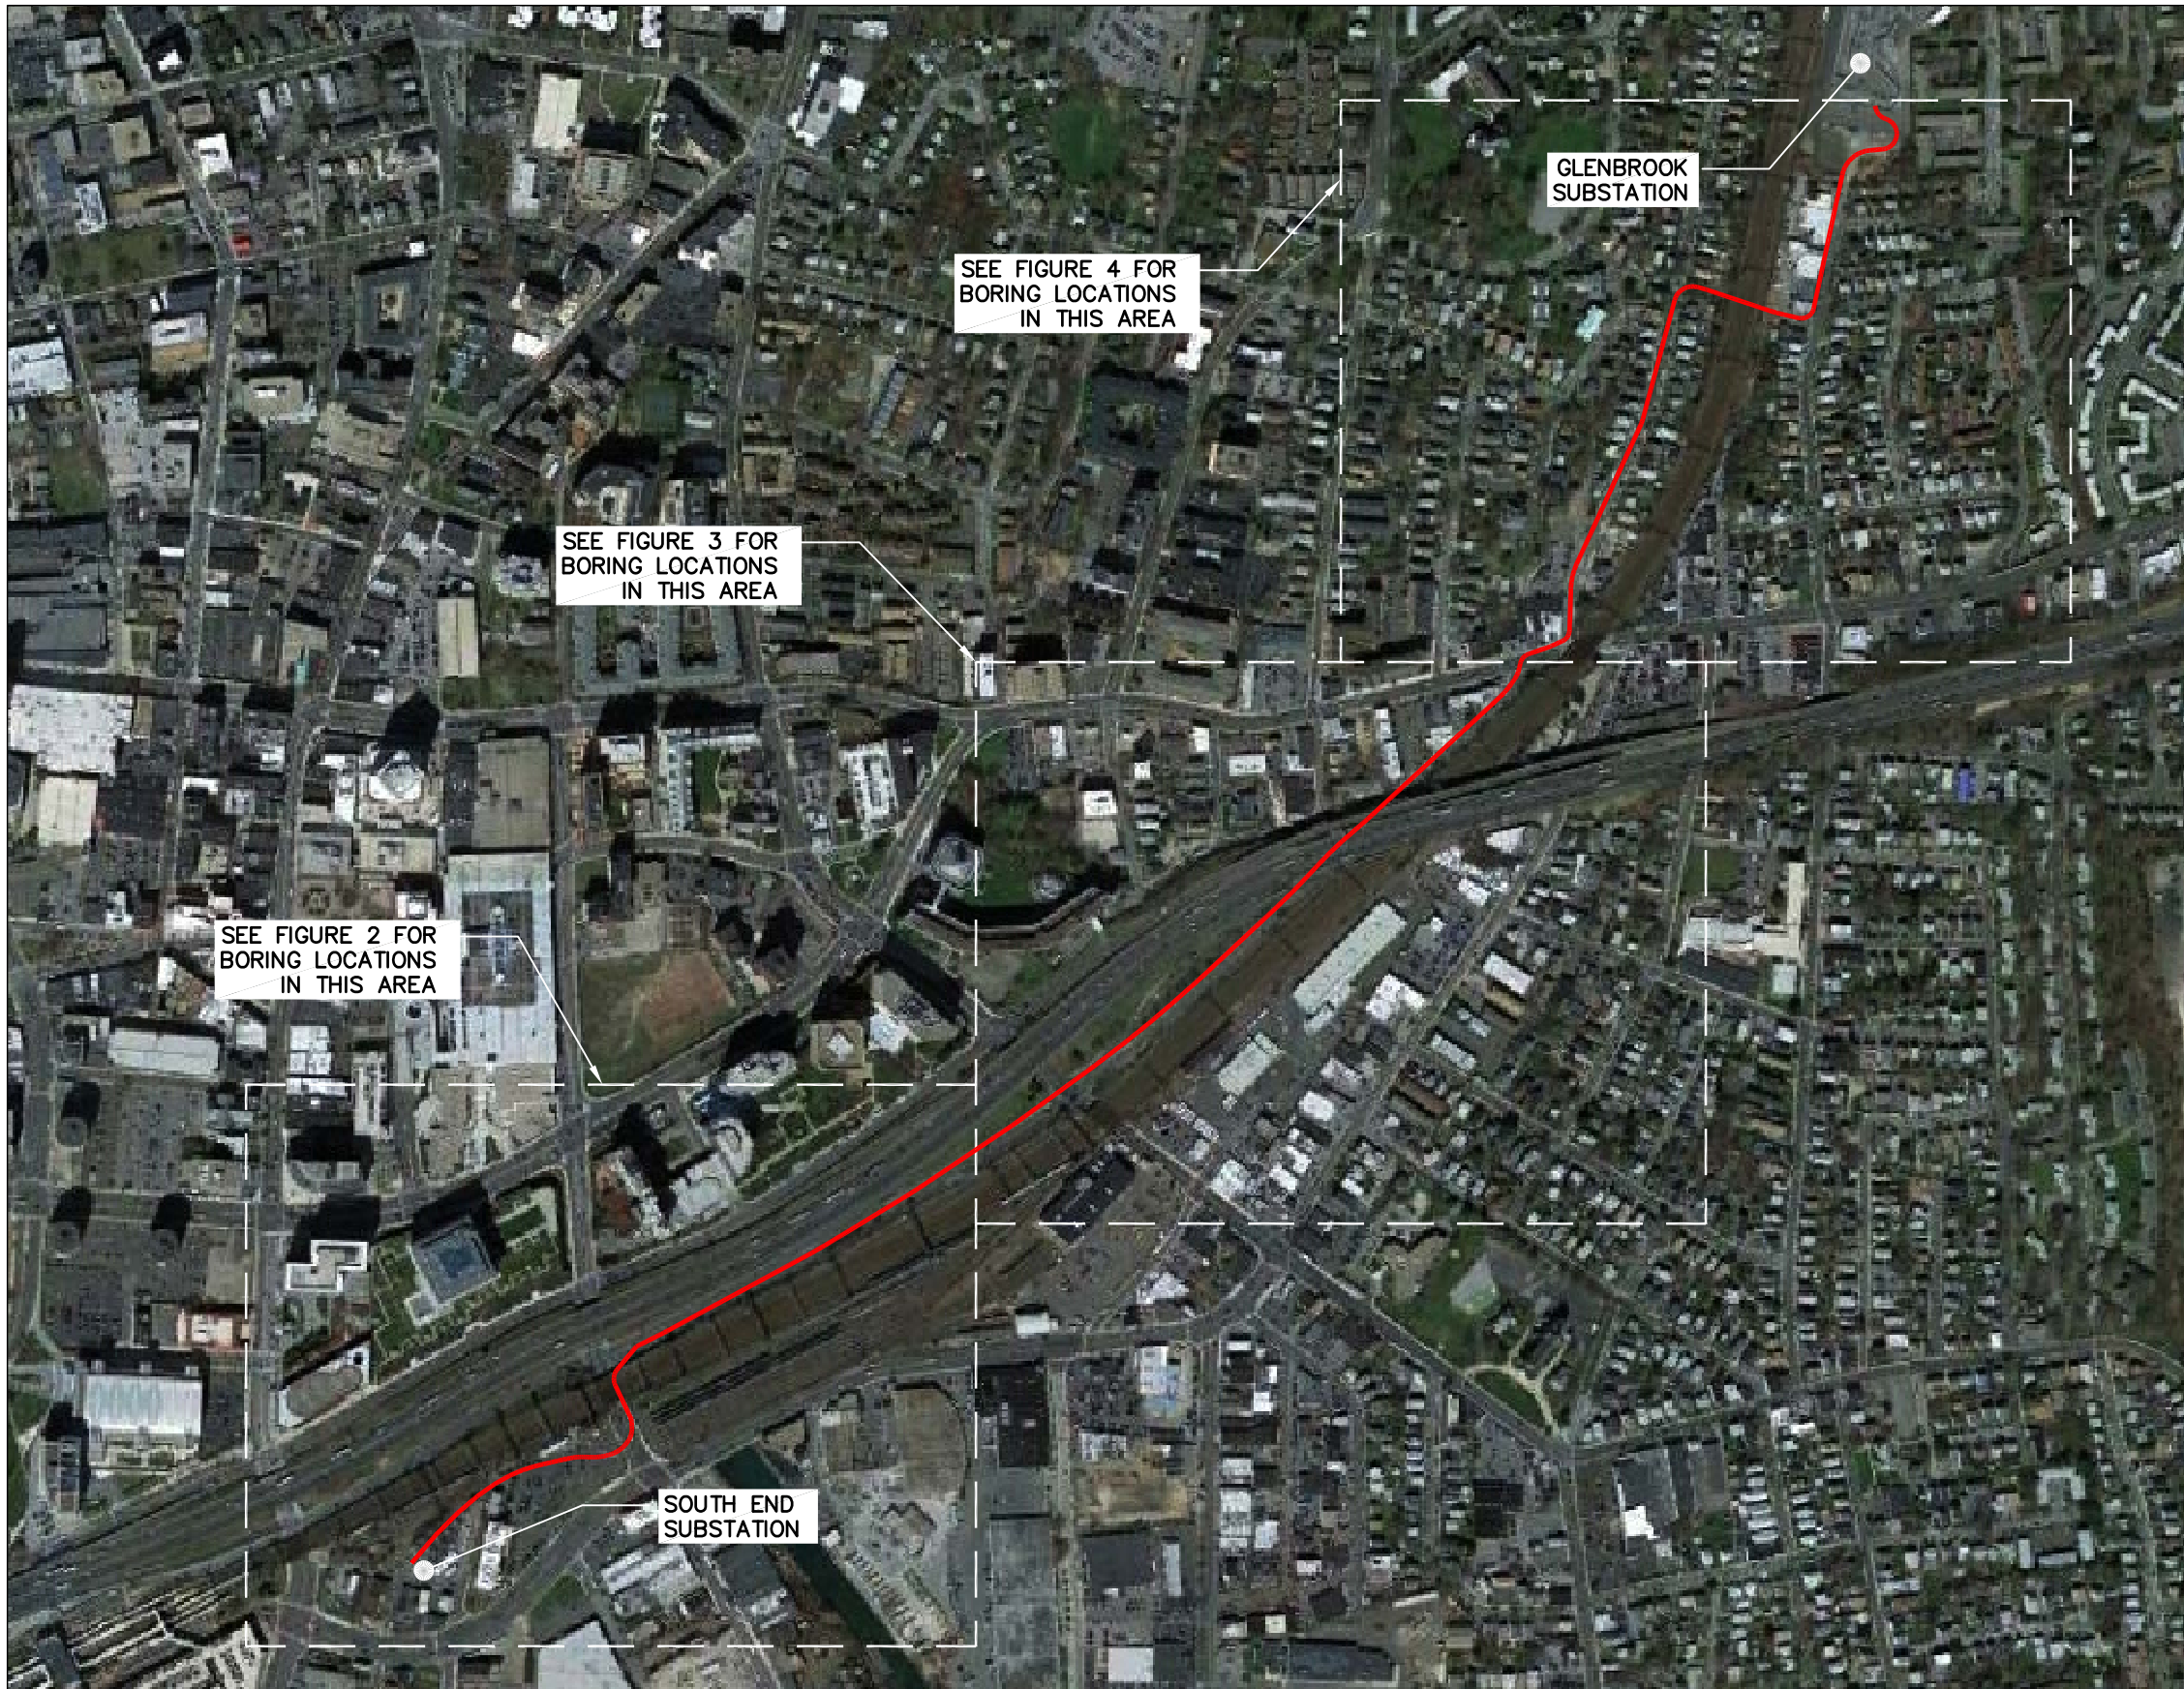 GLENBROOK
SUBSTATION
SEE FIGURE 4 FOR
BORING LOCATIONS
IN THIS AREA
SEE FIGURE 3 FOR
BORING LOCATIONS
IN THIS AREA
SEE FIGURE 2 FOR
BORING LOCATIONS
IN THIS AREA
SOUTH END
SUBSTATION